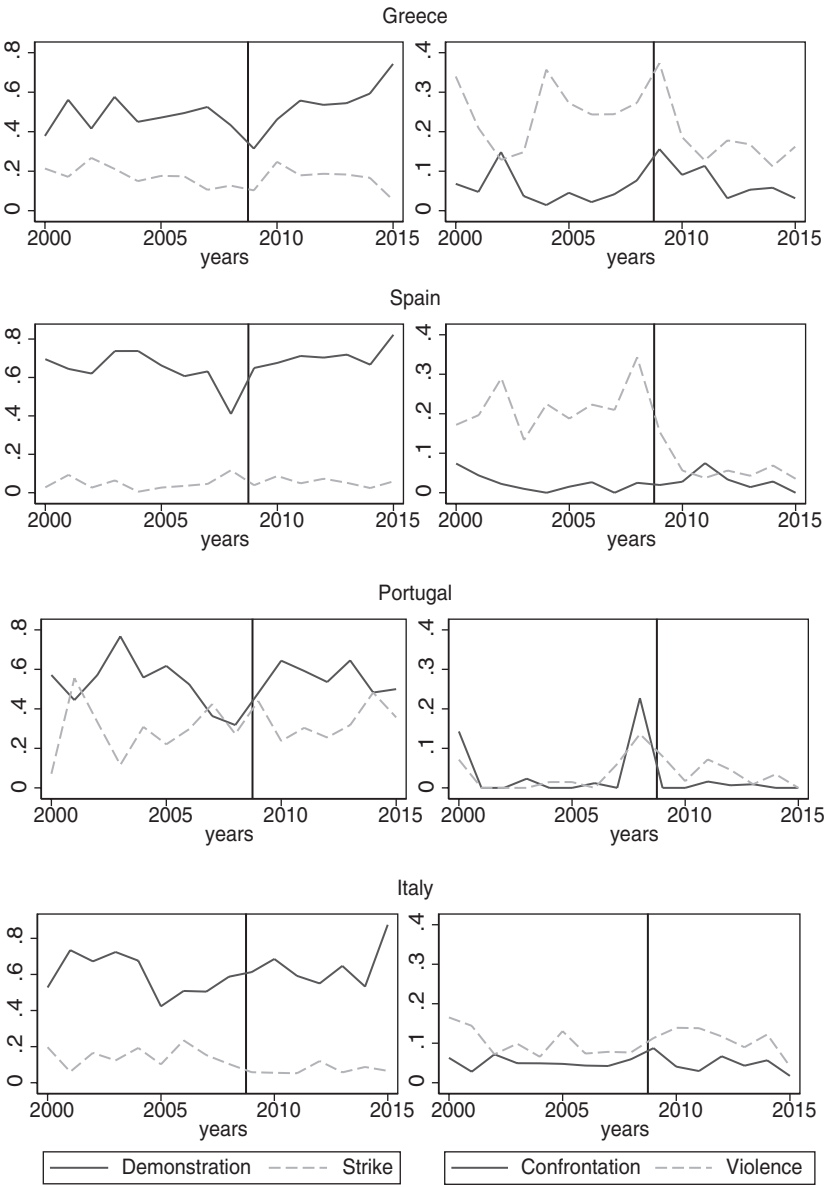 Greece
0 .2 .4 .6 .8
0 .1 .2 .3 .4
2000 2005 2010 2015
2000 2005 2010 2015
years
years
Spain
0 .2 .4 .6 .8
0 .1 .2 .3 .4
2000 2005 2010 2015
2000 2005 2010 2015
years
years
Portugal
0 .2 .4 .6 .8
0 .1 .2 .3 .4
2000 2005 2010 2015
2000 2005 2010 2015
years
years
Italy
0 .2 .4 .6 .8
0 .1 .2 .3 .4
2000 2005 2010 2015
2000 2005 2010 2015
years
years
Demonstration Strike
Confrontation Violence